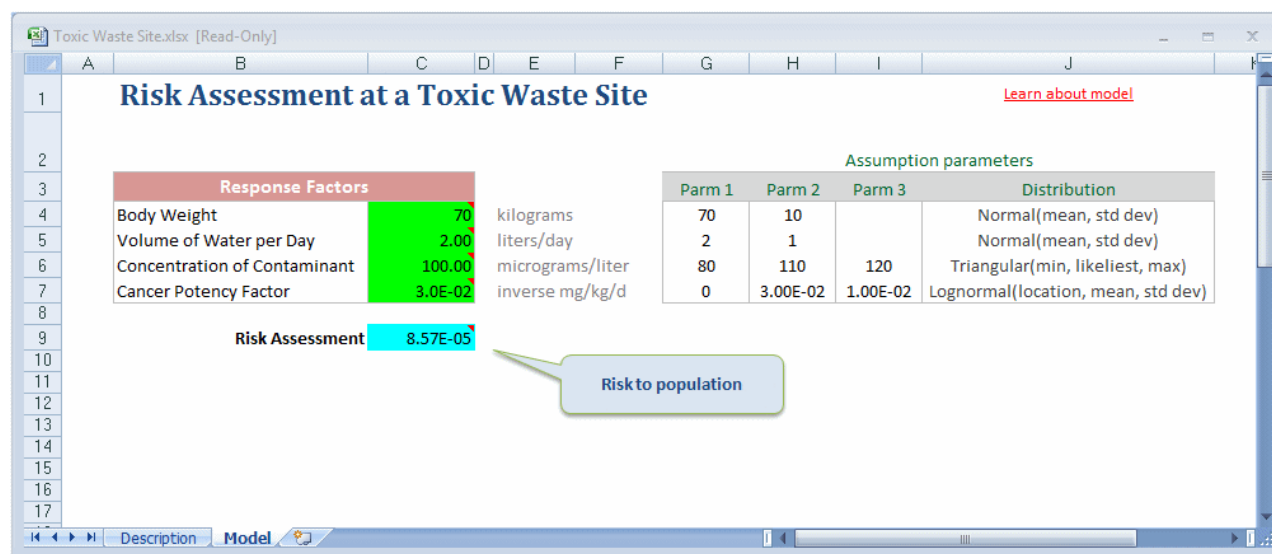 Toxic Waste Site.xlsx [Read-Only]
A B C D E F G H I J K
1 Risk Assessment at a Toxic Waste Site Learn about model
2 Assumption parameters
3 Response Factors Parm 1 Parm 2 Parm 3 Distribution
4 Body Weight 70 kilograms 70 10 Normal(mean, std dev)
5 Volume of Water per Day 2.00 liters/day 2 1 Normal(mean, std dev)
6 Concentration of Contaminant 100.00 micrograms/liter 80 110 120 Triangular(min, likeliest, max)
7 Cancer Potency Factor 3.0E-02 inverse mg/kg/d 0 3.00E-02 1.00E-02 Lognormal(location, mean, std dev)
8
9 Risk Assessment 8.57E-05
10
11 Risk to population
12
13
14
15
16
17
Description Model